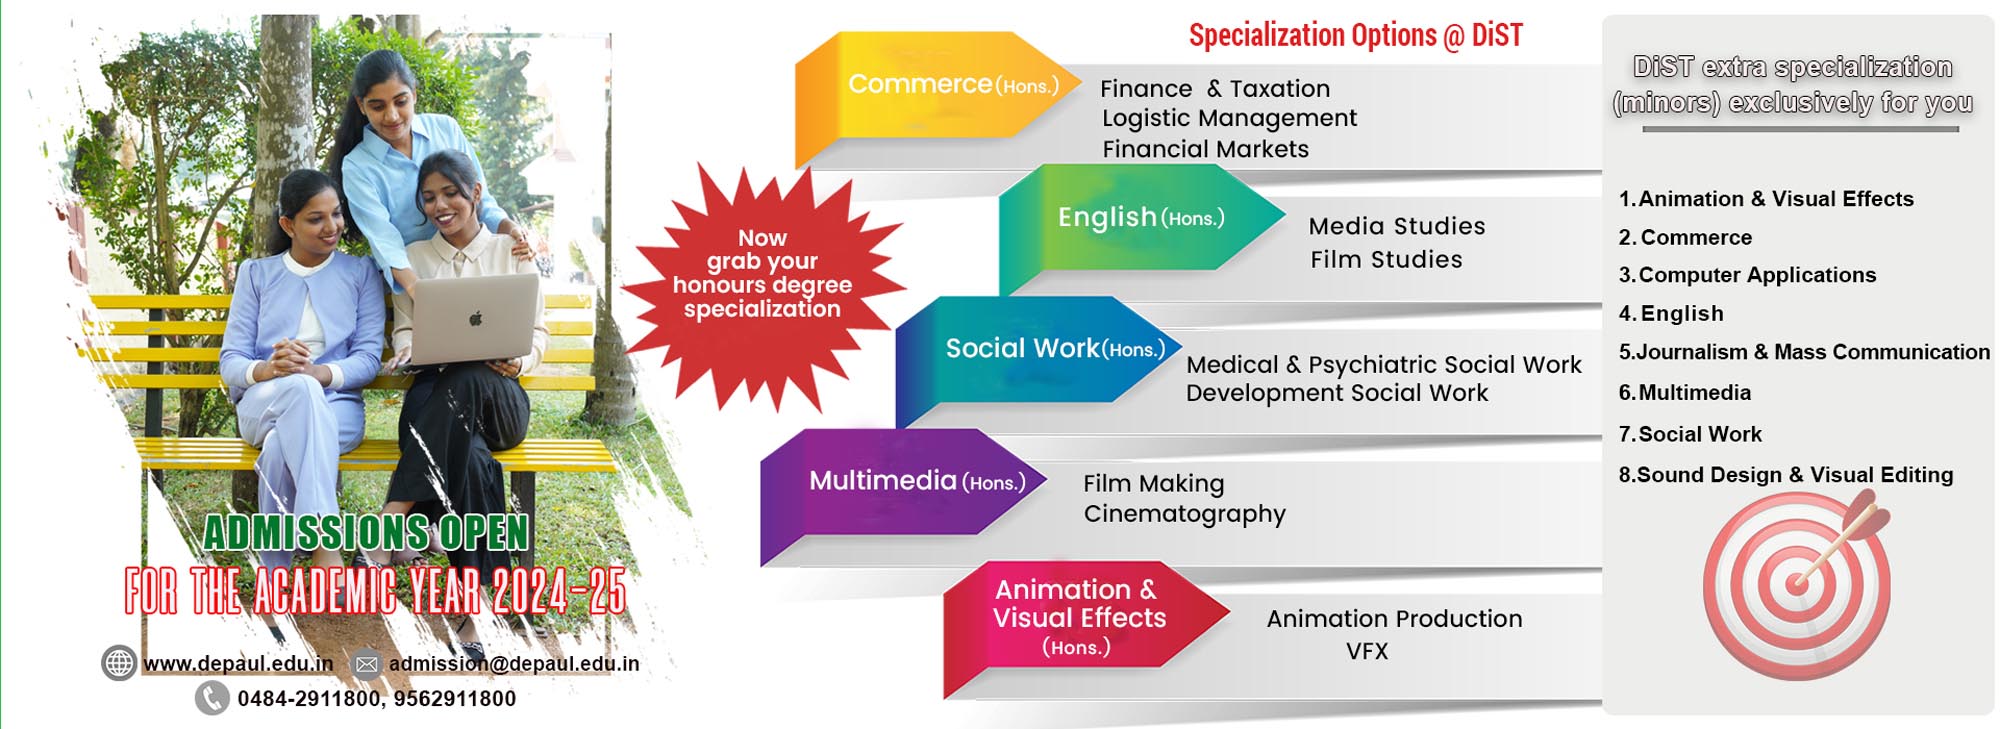 ADMISSIONS OPEN
FOR THE ACADEMIC YEAR 2024-25
www.depaul.edu.in admission@depaul.edu.in
0484-2911800, 9562911800
Now
grab your
honours degree
specialization
Specialization Options @ DiST
Commerce (Hons.)
Finance & Taxation
Logistic Management
Financial Markets
English (Hons.)
Media Studies
Film Studies
Social Work (Hons.)
Medical & Psychiatric Social Work
Development Social Work
Multimedia (Hons.)
Film Making
Cinematography
Animation &
Visual Effects
(Hons.)
Animation Production
VFX
DiST extra specialization
(minors) exclusively for you
1.Animation & Visual Effects
2. Commerce
3.Computer Applications
4. English
5.Journalism & Mass Communication
6.Multimedia
7.Social Work
8.Sound Design & Visual Editing